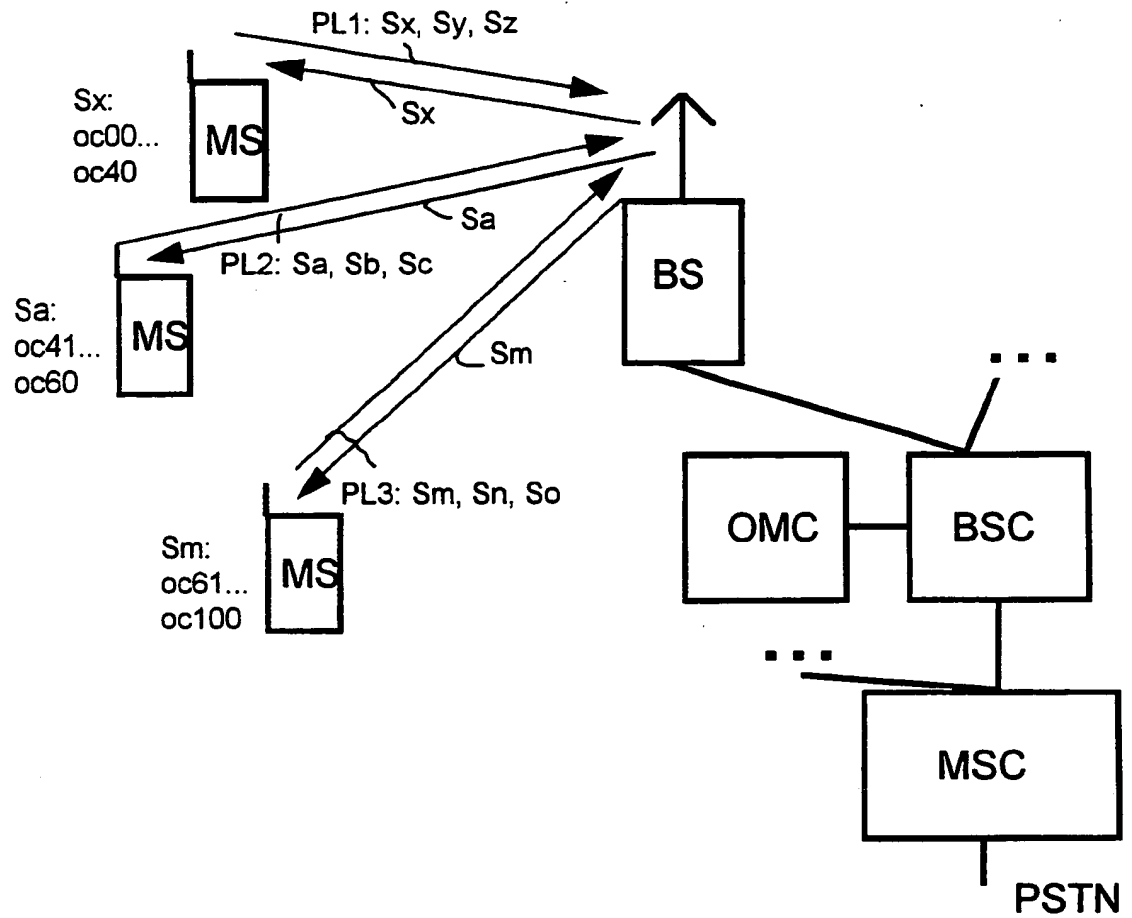 PL1: Sx, Sy, Sz
Sx
Sx:
oc00...
oc40
MS
Sa
PL2: Sa, Sb, Sc
BS
Sa:
oc41...
oc60
MS
Sm
...
PL3: Sm, Sn, So
OMC
BSC
Sm:
oc61...
oc100
MS
...
MSC
PSTN